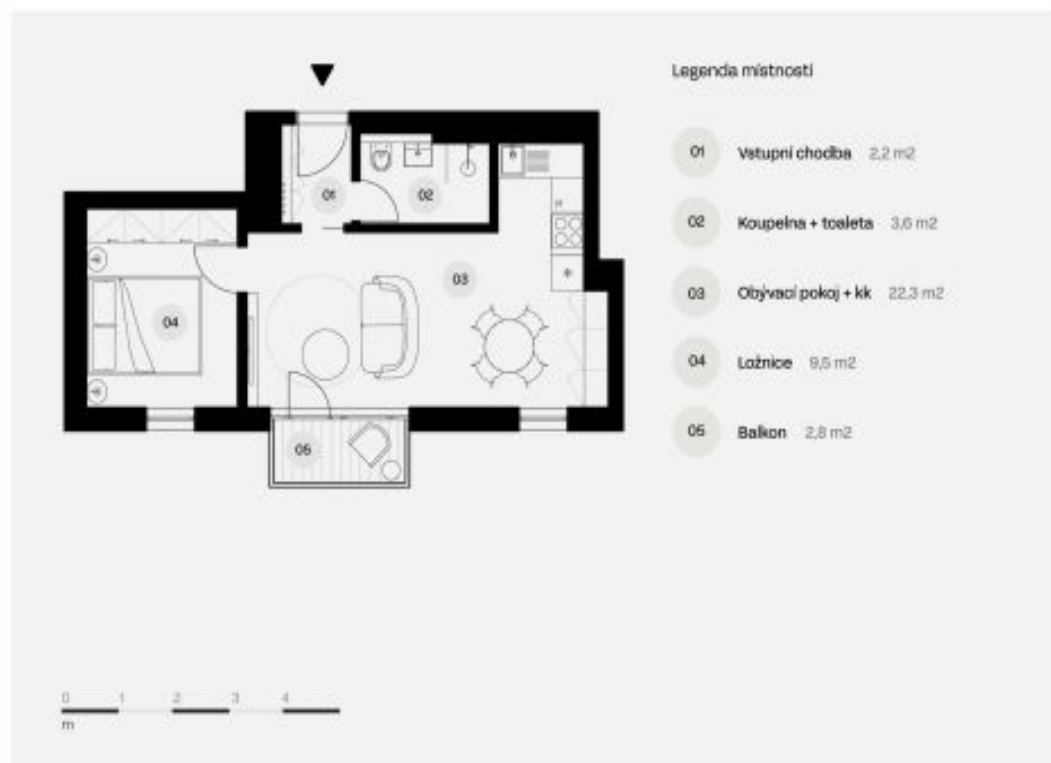 Legenda místností
01 Vstupní chodba 2,2 m2
02 Koupelna + toaleta 3,6 m2
03 Obývací pokoj + kk 22,3 m2
04 Ložnice 9,5 m2
05 Balkon 2,8 m2
01
02
03
04
05
0 1 2 3 4
m